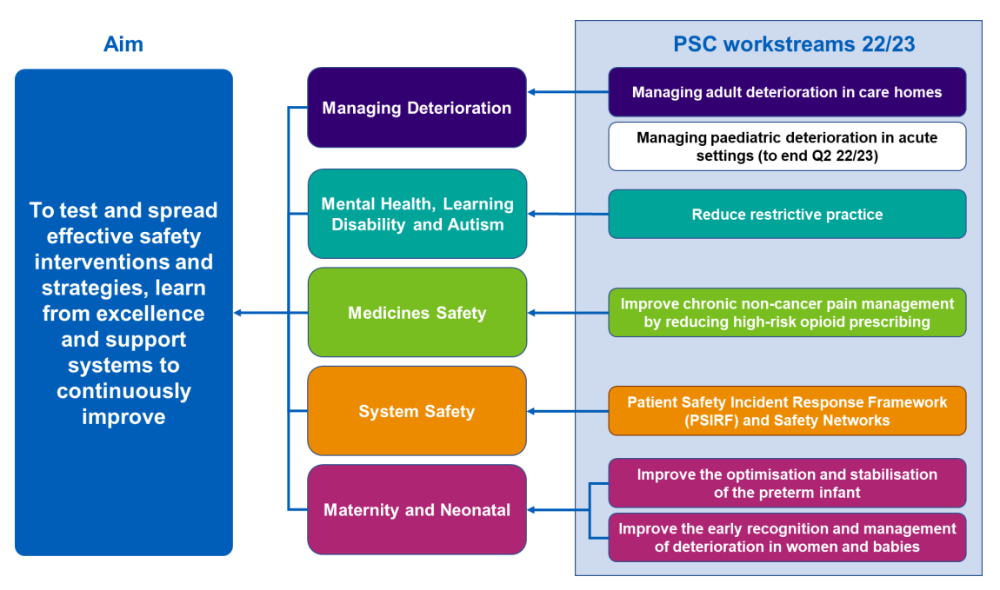 Aim
To test and spread
effective safety
interventions and
strategies, learn
from excellence
and support
systems to
continuously
improve
Managing Deterioration
Mental Health, Learning
Disability and Autism
Medicines Safety
System Safety
Maternity and Neonatal
PSC workstreams 22/23
Managing adult deterioration in care homes
Managing paediatric deterioration in acute
settings (to end Q2 22/23)
Reduce restrictive practice
Improve chronic non-cancer pain management
by reducing high-risk opioid prescribing
Patient Safety Incident Response Framework
(PSIRF) and Safety Networks
Improve the optimisation and stabilisation
of the preterm infant
Improve the early recognition and management
of deterioration in women and babies